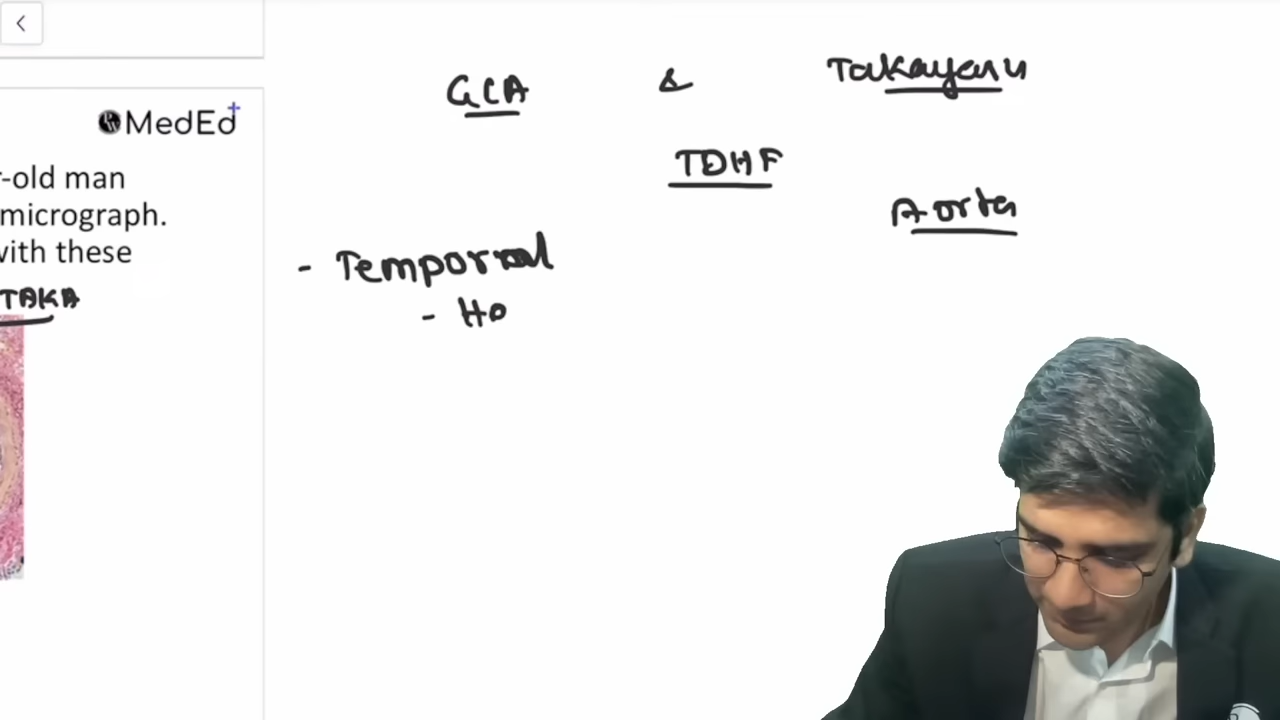 MedEd
-old man
micrograph.
with these
TAKA
GCA & Takayasu
TDHF
Aorta
- Temporal
- Ho